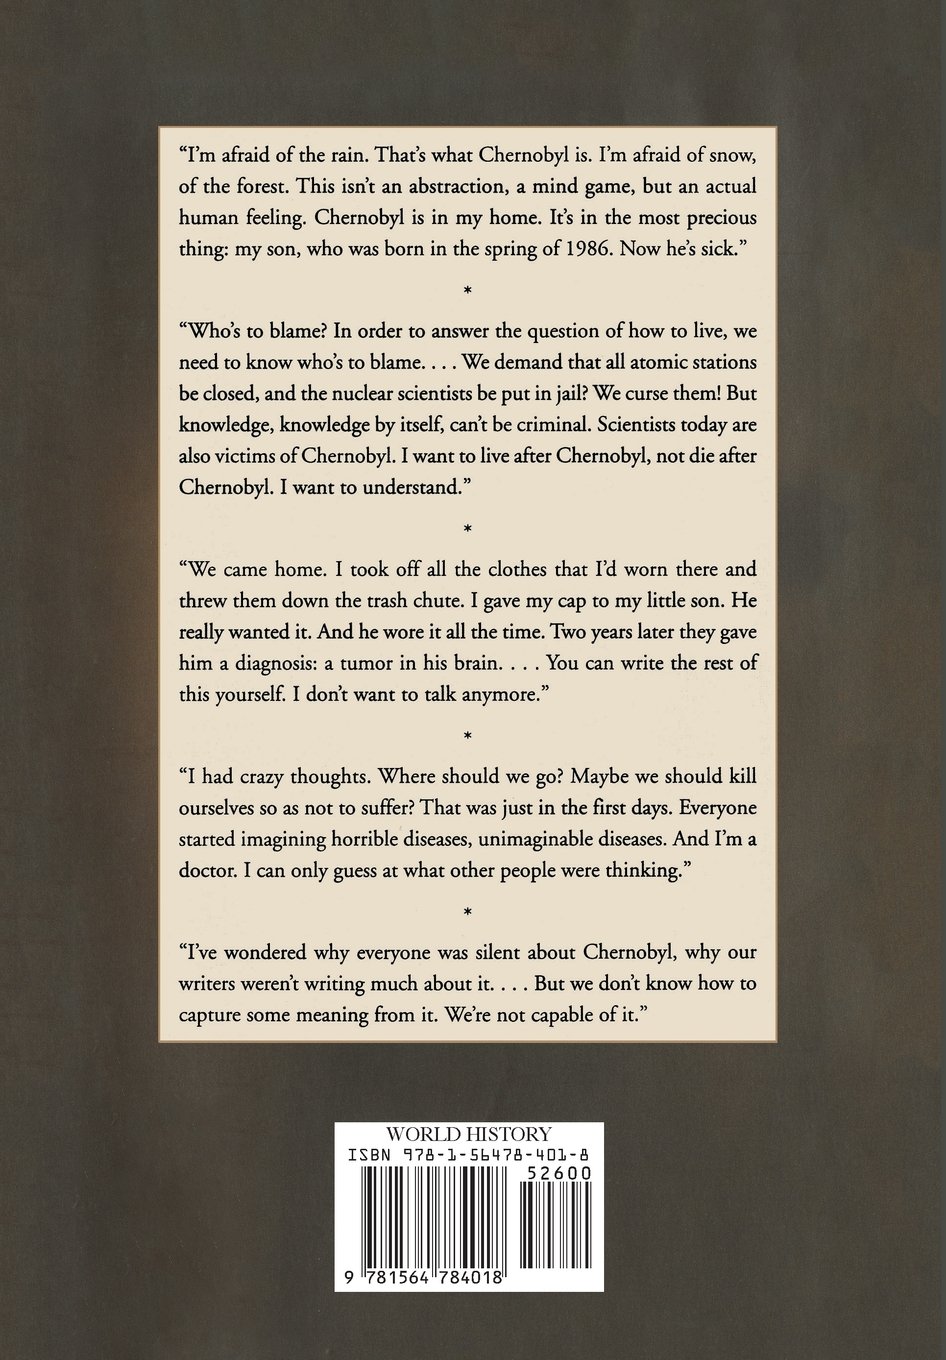 “I’m afraid of the rain. That’s what Chernobyl is. I’m afraid of snow,
of the forest. This isn’t an abstraction, a mind game, but an actual
human feeling. Chernobyl is in my home. It’s in the most precious
thing: my son, who was born in the spring of 1986. Now he’s sick.”
*
“Who’s to blame? In order to answer the question of how to live, we
need to know who’s to blame. . . . We demand that all atomic stations
be closed, and the nuclear scientists be put in jail? We curse them! But
knowledge, knowledge by itself, can’t be criminal. Scientists today are
also victims of Chernobyl. I want to live after Chernobyl, not die after
Chernobyl. I want to understand.”
*
“We came home. I took off all the clothes that I’d worn there and
threw them down the trash chute. I gave my cap to my little son. He
really wanted it. And he wore it all the time. Two years later they gave
him a diagnosis: a tumor in his brain. . . . You can write the rest of
this yourself. I don’t want to talk anymore.”
*
“I had crazy thoughts. Where should we go? Maybe we should kill
ourselves so as not to suffer? That was just in the first days. Everyone
started imagining horrible diseases, unimaginable diseases. And I’m a
doctor. I can only guess at what other people were thinking.”
*
“I’ve wondered why everyone was silent about Chernobyl, why our
writers weren’t writing much about it. . . . But we don’t know how to
capture some meaning from it. We’re not capable of it.”
WORLD HISTORY
ISBN 978-1-56478-401-8
52600
9 781564 784018